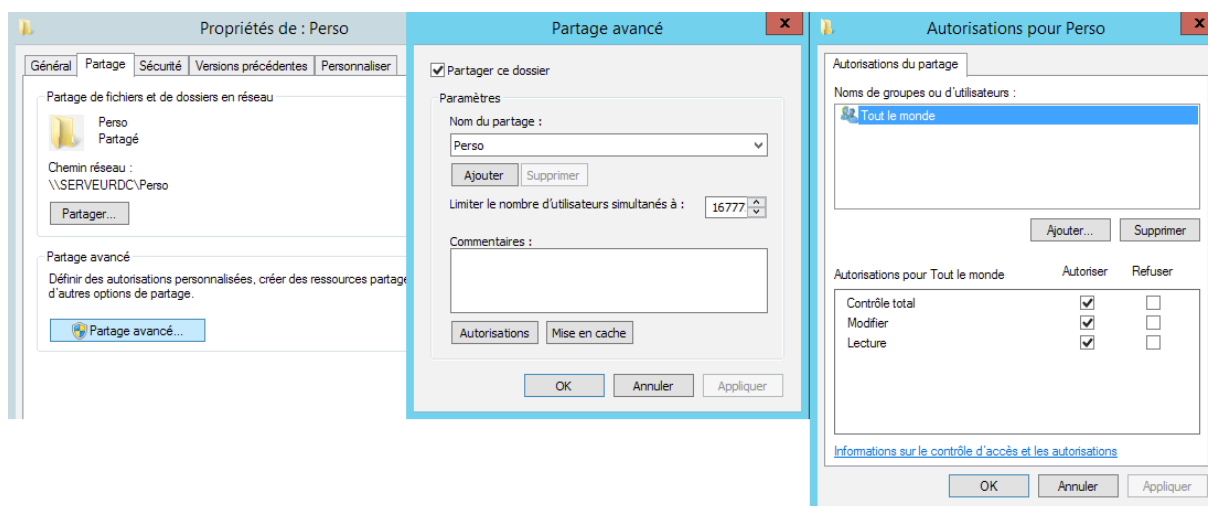 Propriétés de : Perso
Général
Partage
Sécurité
Versions précédentes
Personnaliser
Partage de fichiers et de dossiers en réseau
Perso
Partagé
Chemin réseau :
\\SERVEURDC\Perso
Partager...
Partage avancé
Définir des autorisations personnalisées, créer des ressources partagé
d'autres options de partage.
Partage avancé...
Partage avancé
x
Partager ce dossier
Paramètres
Nom du partage :
Perso
Ajouter
Supprimer
Limiter le nombre d'utilisateurs simultanés à :
16777
Commentaires :
Autorisations
Mise en cache
OK
Annuler
Appliquer
Autorisations pour Perso
x
Autorisations du partage
Noms de groupes ou d'utilisateurs :
Tout le monde
Ajouter...
Supprimer
Autorisations pour Tout le monde
Autoriser
Refuser
Contrôle total
Modifier
Lecture
Informations sur le contrôle d'accès et les autorisations
OK
Annuler
Appliquer